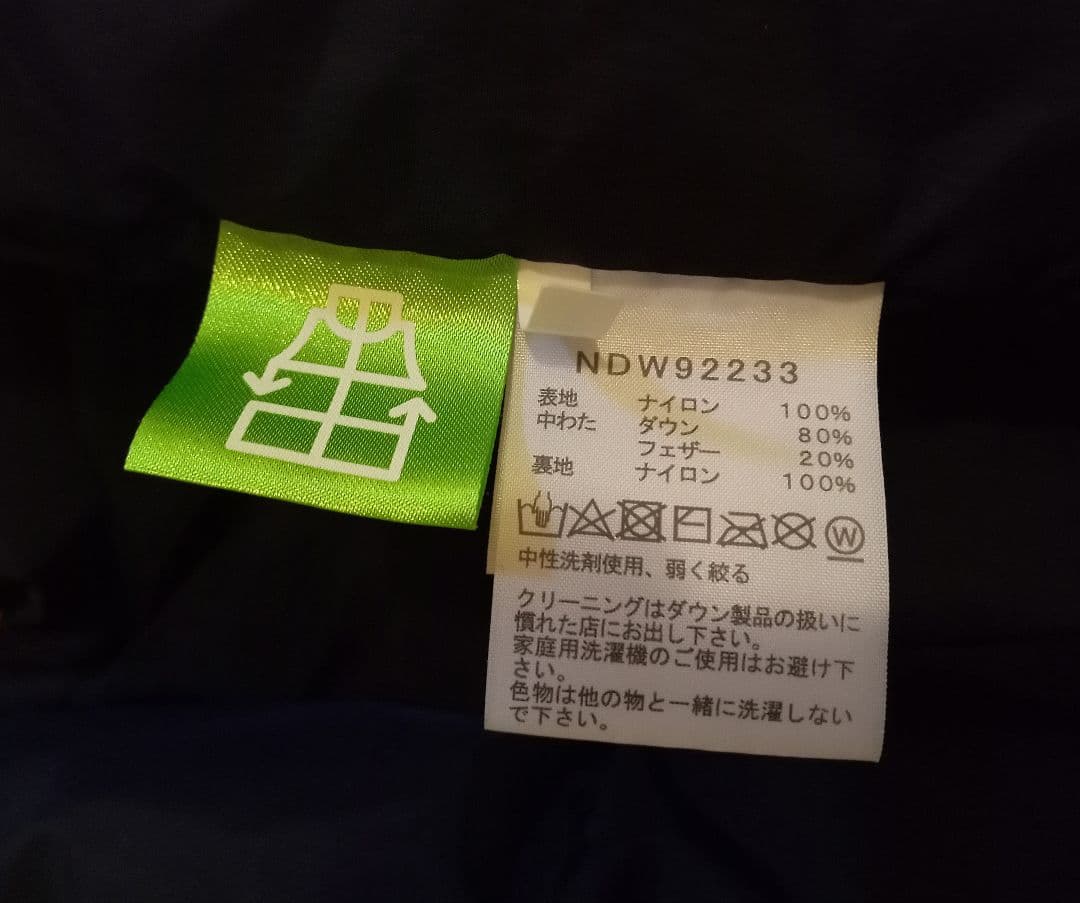 NDW92233
表地 ナイロン 100%
中わた ダウン 80%
フェザー 20%
裏地 ナイロン 100%
W
中性洗剤使用、弱く絞る
クリーニングはダウン製品の扱いに
慣れた店にお出し下さい。
家庭用洗濯機のご使用はお避け下
さい。
色物は他の物と一緒に洗濯しない
で下さい。